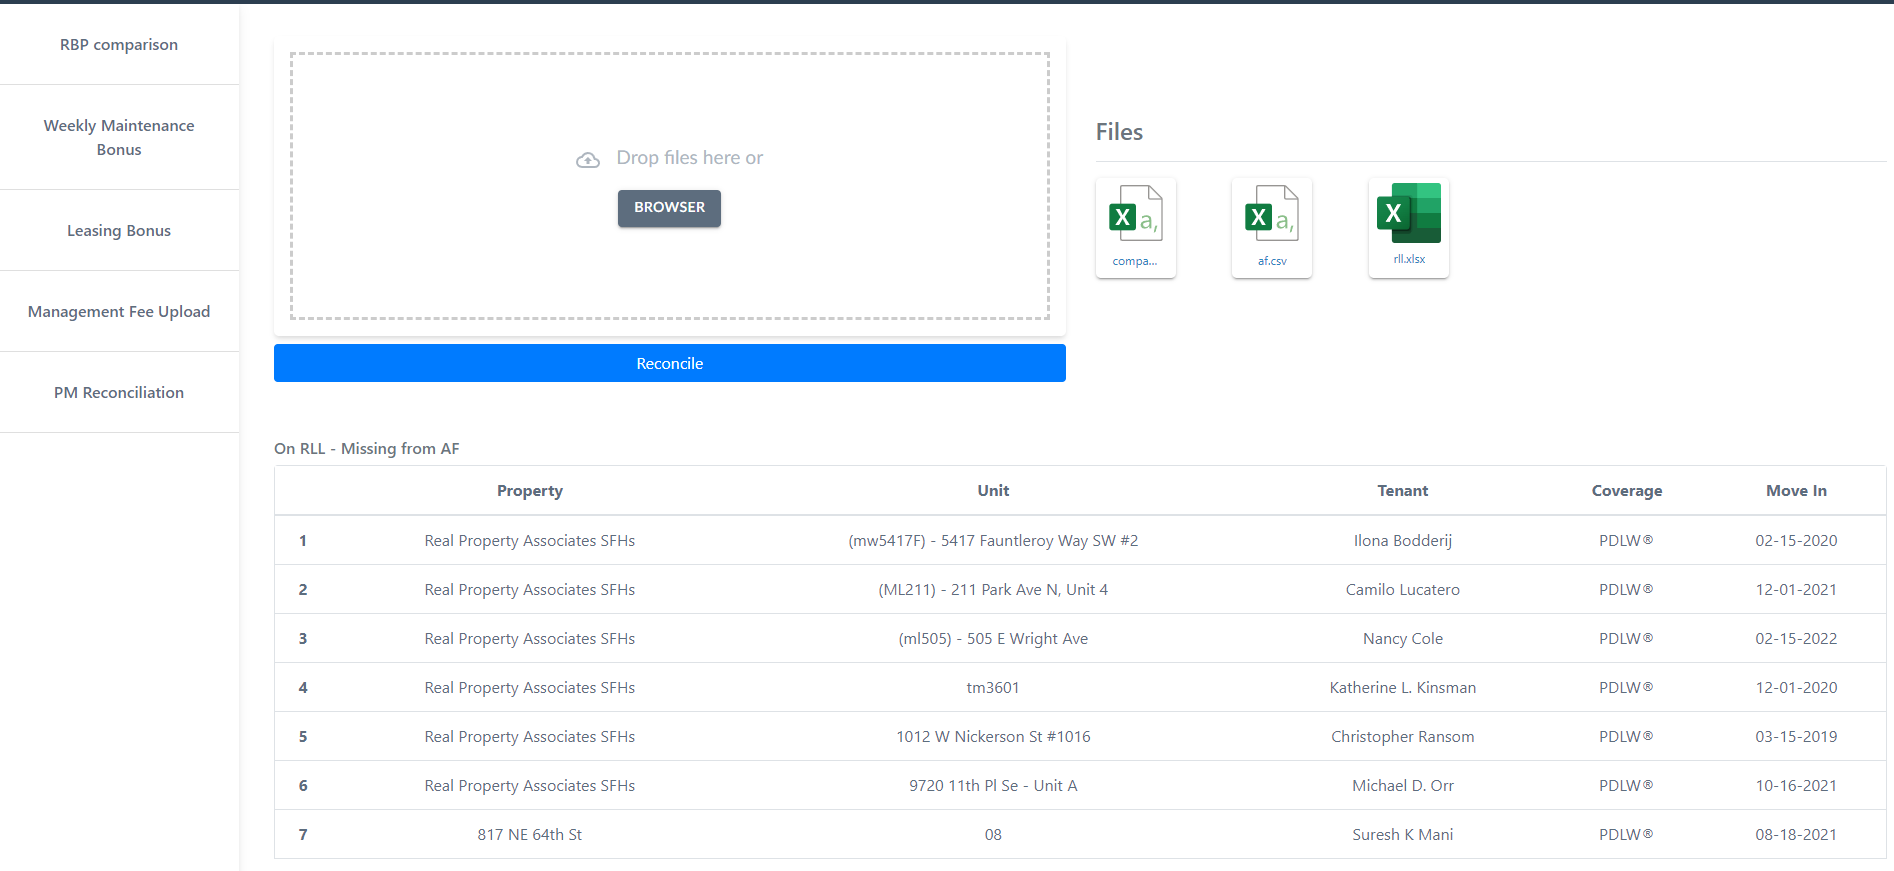 RBP comparison
Weekly Maintenance
Bonus
Leasing Bonus
Management Fee Upload
PM Reconciliation
Drop files here or
BROWSER
Reconcile
Files
X a,
compa...
X a,
af.csv
X
rll.xlsx
On RLL - Missing from AF
Property Unit Tenant Coverage Move In
1 Real Property Associates SFHs (mw5417F) - 5417 Fauntleroy Way SW #2 Ilona Bodderij PDLW® 02-15-2020
2 Real Property Associates SFHs (ML211) - 211 Park Ave N, Unit 4 Camilo Lucatero PDLW® 12-01-2021
3 Real Property Associates SFHs (ml505) - 505 E Wright Ave Nancy Cole PDLW® 02-15-2022
4 Real Property Associates SFHs tm3601 Katherine L. Kinsman PDLW® 12-01-2020
5 Real Property Associates SFHs 1012 W Nickerson St #1016 Christopher Ransom PDLW® 03-15-2019
6 Real Property Associates SFHs 9720 11th Pl Se - Unit A Michael D. Orr PDLW® 10-16-2021
7 817 NE 64th St 08 Suresh K Mani PDLW® 08-18-2021